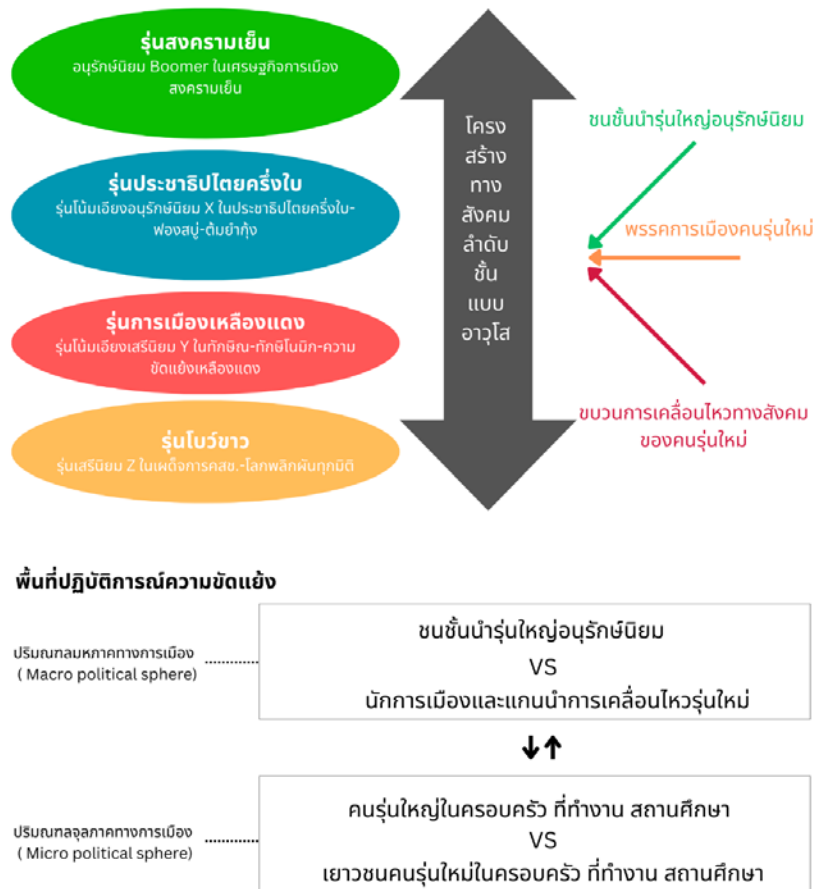 รุ่นสงครามเย็น
อนุรักษ์นิยม Boomer ในเศรษฐกิจการเมือง
สงครามเย็น
รุ่นประชาธิปไตยครึ่งใบ
รุ่นโน้มเอียงอนุรักษ์นิยม X ในประชาธิปไตยครึ่งใบ-
ฟองสบู่-ต้มยำกุ้ง
รุ่นการเมืองเหลืองแดง
รุ่นโน้มเอียงเสรีนิยม Y ในทักษิณ-ทักษิโนมิก-ความ
ขัดแย้งเหลืองแดง
รุ่นโบว์ขาว
รุ่นเสรีนิยม Z ในเผด็จการคสช.-โลกพลิกผันทุกมิติ
โครง
สร้าง
ทาง
สังคม
ลำดับ
ชั้น
แบบ
อาวุโส
ชนชั้นนำรุ่นใหญ่อนุรักษ์นิยม
พรรคการเมืองคนรุ่นใหม่
ขบวนการเคลื่อนไหวทางสังคม
ของคนรุ่นใหม่
พื้นที่ปฏิบัติการณ์ความขัดแย้ง
ปริมณฑลมหภาคทางการเมือง
( Macro political sphere)
ชนชั้นนำรุ่นใหญ่อนุรักษ์นิยม
VS
นักการเมืองและแกนนำการเคลื่อนไหวรุ่นใหม่
ปริมณฑลจุลภาคทางการเมือง
( Micro political sphere)
คนรุ่นใหญ่ในครอบครัว ที่ทำงาน สถานศึกษา
VS
เยาวชนคนรุ่นใหม่ในครอบครัว ที่ทำงาน สถานศึกษา